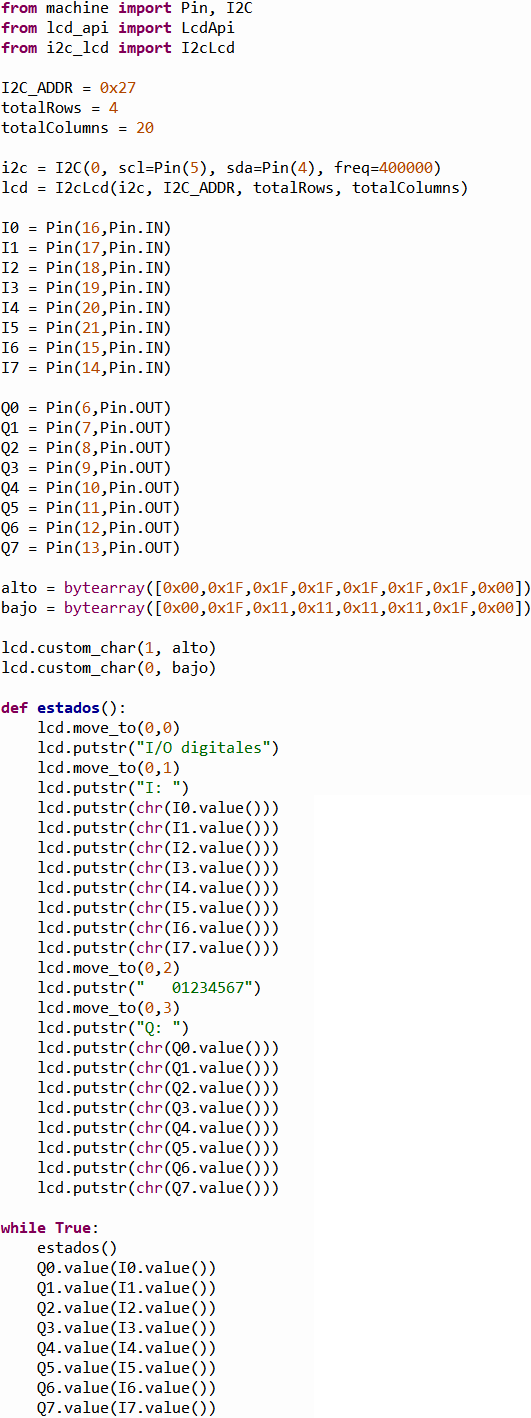 from machine import Pin, I2C
from lcd_api import LcdApi
from i2c_lcd import I2cLcd

I2C_ADDR = 0x27
totalRows = 4
totalColumns = 20

i2c = I2C(0, scl=Pin(5), sda=Pin(4), freq=400000)
lcd = I2cLcd(i2c, I2C_ADDR, totalRows, totalColumns)

I0 = Pin(16,Pin.IN)
I1 = Pin(17,Pin.IN)
I2 = Pin(18,Pin.IN)
I3 = Pin(19,Pin.IN)
I4 = Pin(20,Pin.IN)
I5 = Pin(21,Pin.IN)
I6 = Pin(15,Pin.IN)
I7 = Pin(14,Pin.IN)

Q0 = Pin(6,Pin.OUT)
Q1 = Pin(7,Pin.OUT)
Q2 = Pin(8,Pin.OUT)
Q3 = Pin(9,Pin.OUT)
Q4 = Pin(10,Pin.OUT)
Q5 = Pin(11,Pin.OUT)
Q6 = Pin(12,Pin.OUT)
Q7 = Pin(13,Pin.OUT)

alto = bytearray([0x00,0x1F,0x1F,0x1F,0x1F,0x1F,0x1F,0x00])
bajo = bytearray([0x00,0x1F,0x11,0x11,0x11,0x11,0x1F,0x00])

lcd.custom_char(1, alto)
lcd.custom_char(0, bajo)

def estados():
    lcd.move_to(0,0)
    lcd.putstr("I/O digitales")
    lcd.move_to(0,1)
    lcd.putstr("I: ")
    lcd.putstr(chr(I0.value()))
    lcd.putstr(chr(I1.value()))
    lcd.putstr(chr(I2.value()))
    lcd.putstr(chr(I3.value()))
    lcd.putstr(chr(I4.value()))
    lcd.putstr(chr(I5.value()))
    lcd.putstr(chr(I6.value()))
    lcd.putstr(chr(I7.value()))
    lcd.move_to(0,2)
    lcd.putstr("   01234567")
    lcd.move_to(0,3)
    lcd.putstr("Q: ")
    lcd.putstr(chr(Q0.value()))
    lcd.putstr(chr(Q1.value()))
    lcd.putstr(chr(Q2.value()))
    lcd.putstr(chr(Q3.value()))
    lcd.putstr(chr(Q4.value()))
    lcd.putstr(chr(Q5.value()))
    lcd.putstr(chr(Q6.value()))
    lcd.putstr(chr(Q7.value()))

while True:
    estados()
    Q0.value(I0.value())
    Q1.value(I1.value())
    Q2.value(I2.value())
    Q3.value(I3.value())
    Q4.value(I4.value())
    Q5.value(I5.value())
    Q6.value(I6.value())
    Q7.value(I7.value())